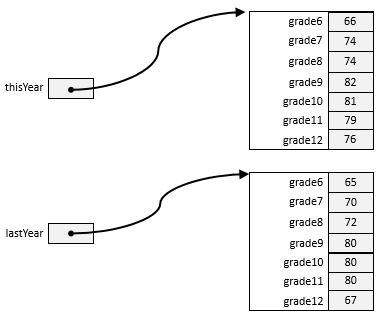 grade6 66
grade7 74
grade8 74
thisYear
grade9 82
grade10 81
grade11 79
grade12 76
grade6 65
grade7 70
grade8 72
lastYear
grade9 80
grade10 80
grade11 80
grade12 67